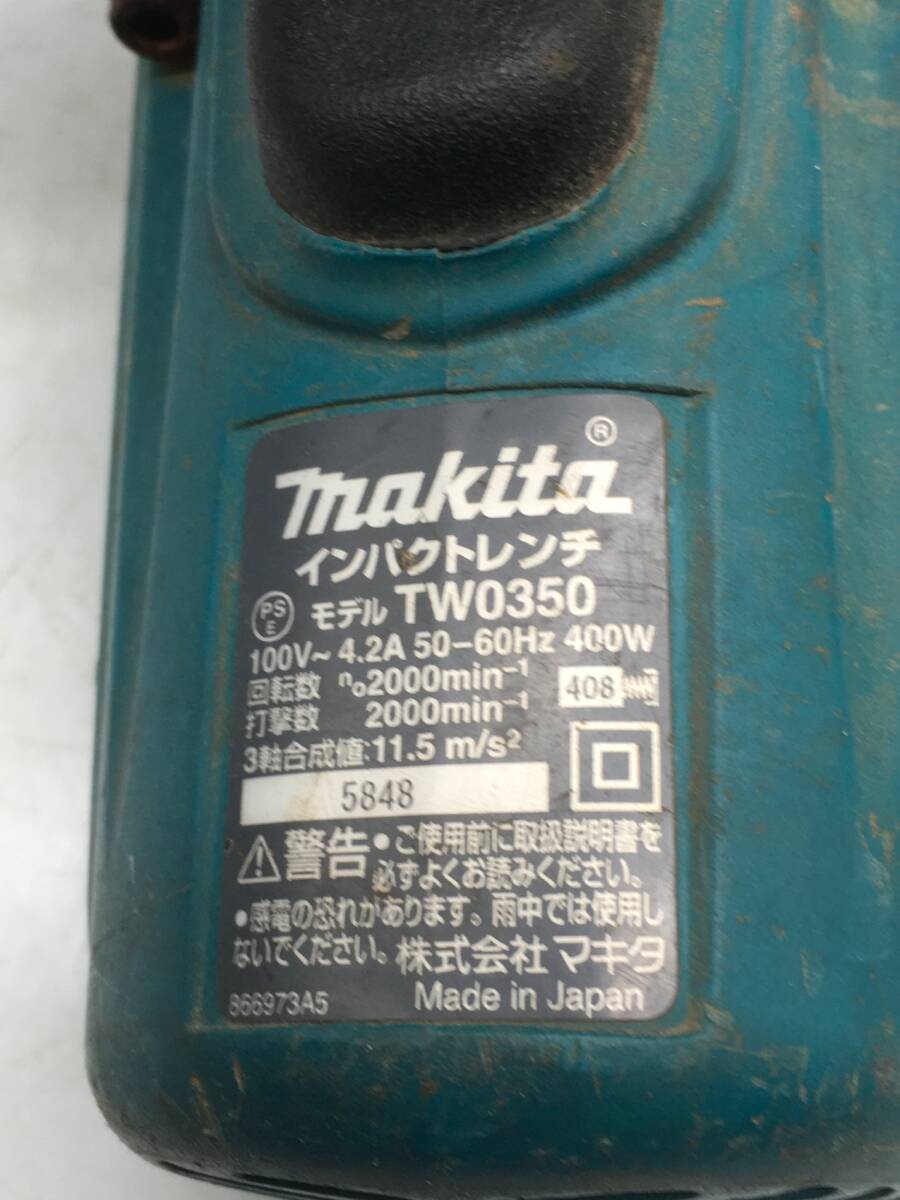 makita ®
インパクトレンチ
PS E モデル TW0350
100V～ 4.2A 50-60Hz 400W
回転数 n₀2000min⁻¹
打撃数 2000min⁻¹ 408
3軸合成値:11.5 m/s²
5848
警告 •ご使用前に取扱説明書を
必ずよくお読みください。
•感電の恐れがあります。雨中では使用し
ないでください。 株式会社 マキタ
866973A5 Made in Japan